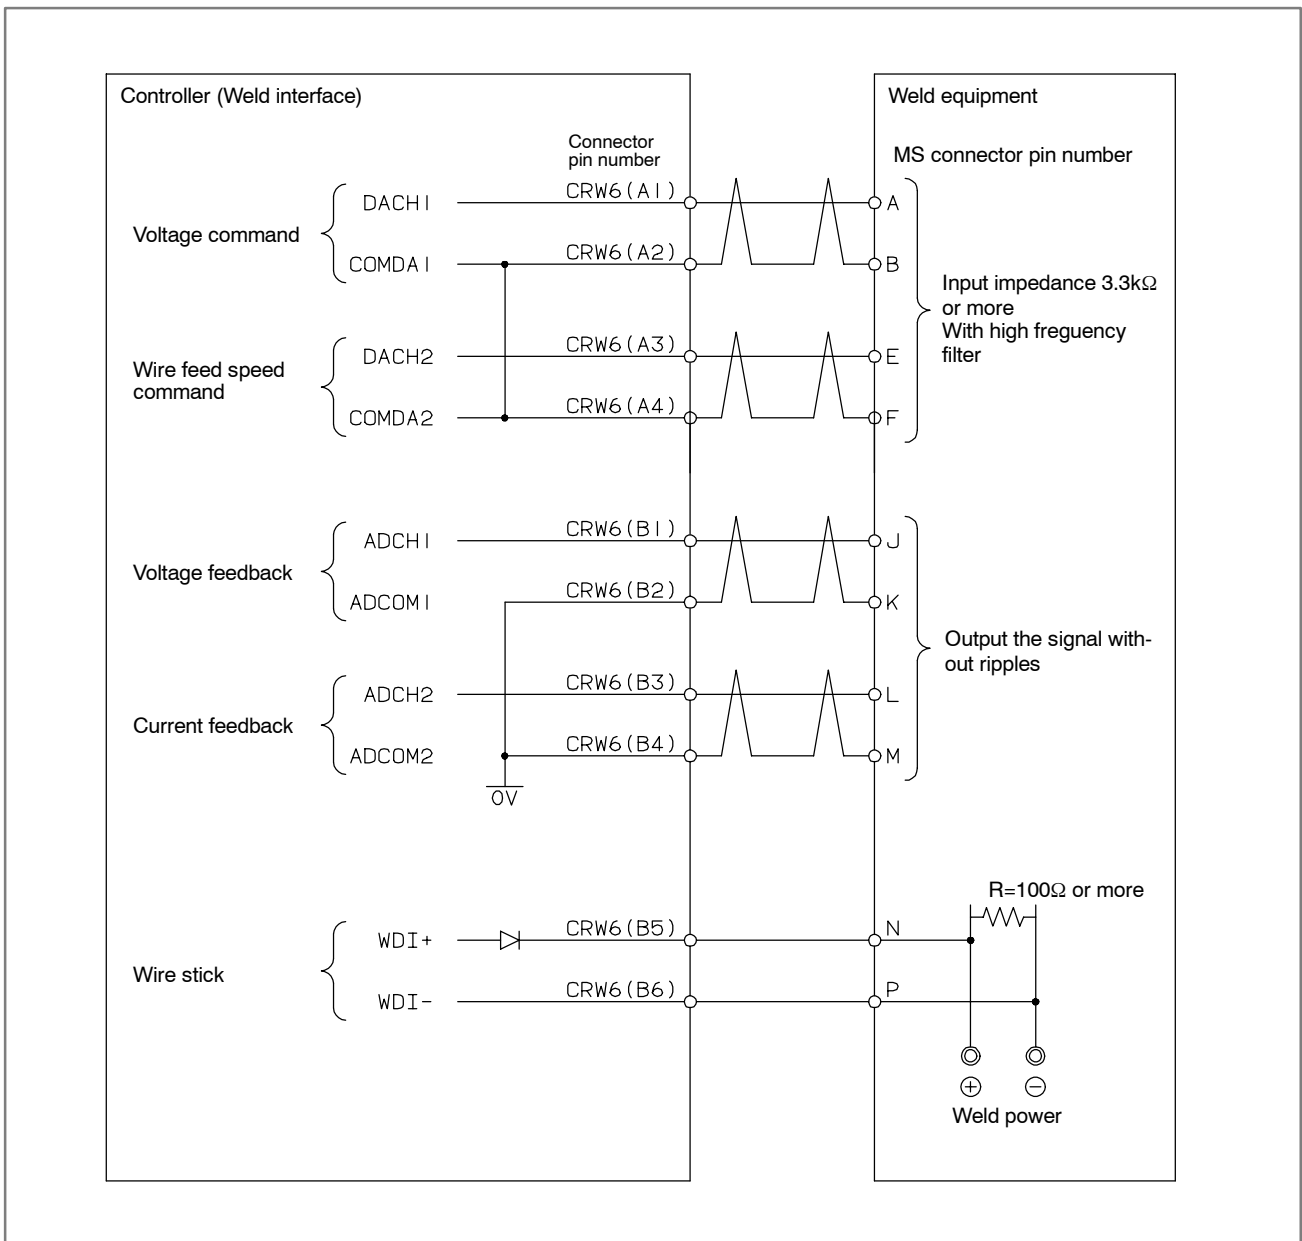 Controller (Weld interface)
Weld equipment
Connector
pin number
MS connector pin number
Voltage command
DACH1
CRW6(A1)
A
COMDA1
CRW6(A2)
B
Input impedance 3.3kΩ
or more
With high freguency
filter
Wire feed speed
command
DACH2
CRW6(A3)
E
COMDA2
CRW6(A4)
F
Voltage feedback
ADCH1
CRW6(B1)
J
ADCOM1
CRW6(B2)
K
Output the signal with-
out ripples
Current feedback
ADCH2
CRW6(B3)
L
ADCOM2
CRW6(B4)
M
0V
R=100Ω or more
Wire stick
WDI+
CRW6(B5)
N
WDI-
CRW6(B6)
P
+
-
Weld power